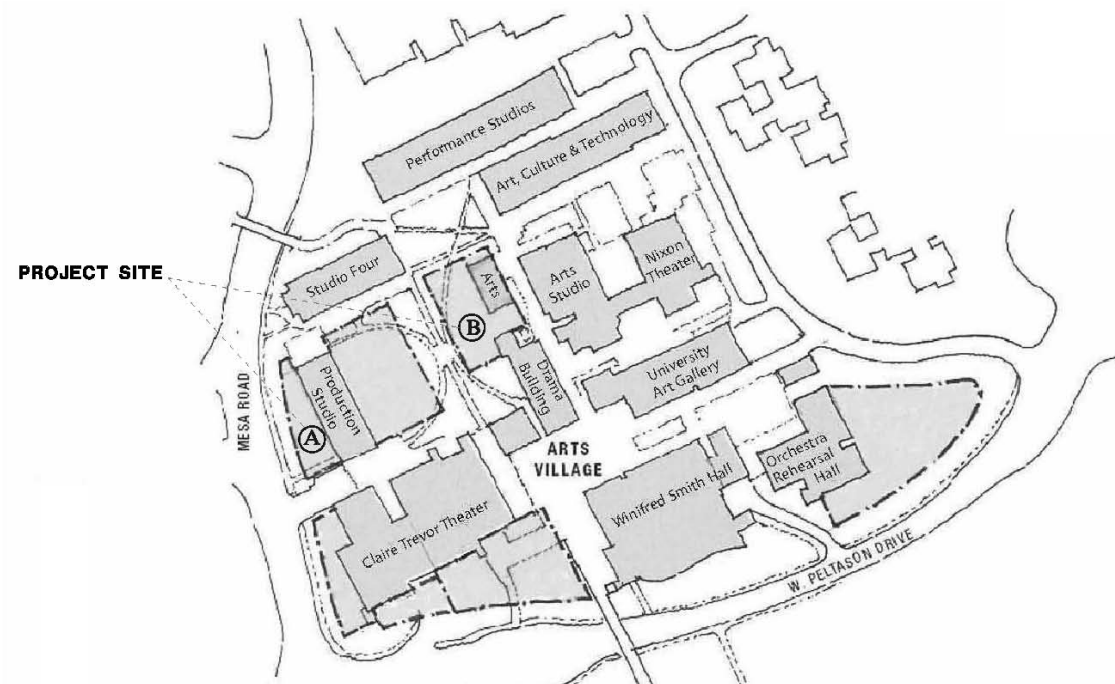 Performance Studios
Art, Culture & Technology
PROJECT SITE
Studio Four
Arts
Arts
Studio
Nixon
Theater
B
MESA ROAD
Production
Studio
A
Drama
Building
University
Art Gallery
ARTS
VILLAGE
Orchestra
Rehearsal
Hall
Winifred Smith Hall
Claire Trevor Theater
W. PELTASON DRIVE